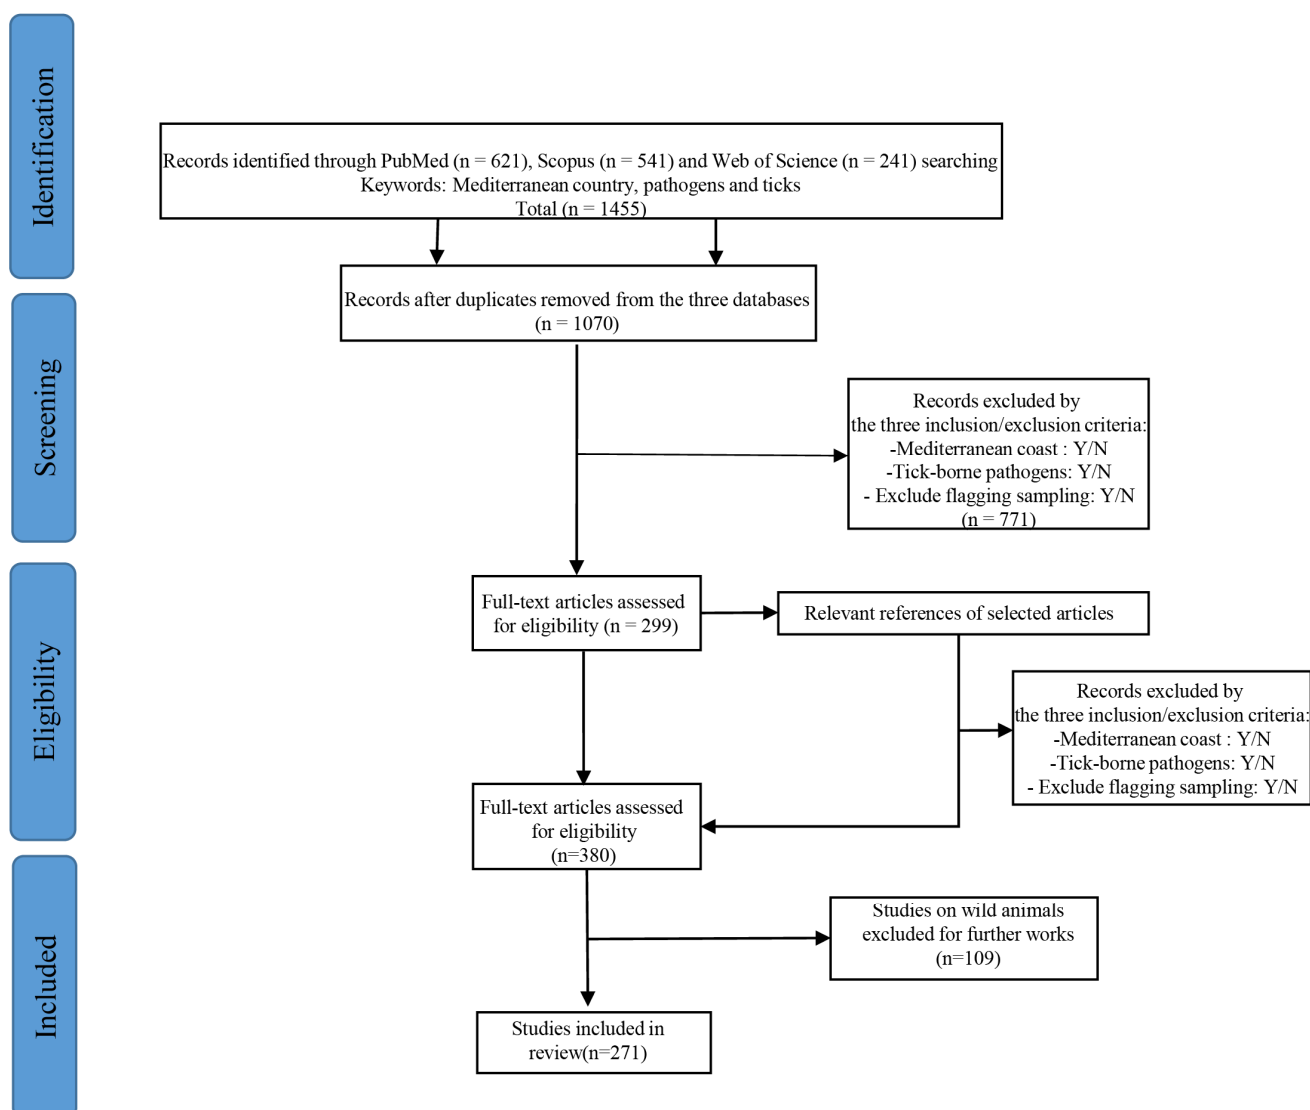 Identification
Records identified through PubMed (n = 621), Scopus (n = 541) and Web of Science (n = 241) searching
Keywords: Mediterranean country, pathogens and ticks
Total (n = 1455)
Records after duplicates removed from the three databases
(n = 1070)
Screening
Records excluded by
the three inclusion/exclusion criteria:
-Mediterranean coast : Y/N
-Tick-borne pathogens: Y/N
- Exclude flagging sampling: Y/N
(n = 771)
Eligibility
Full-text articles assessed
for eligibility (n = 299)
Relevant references of selected articles
Records excluded by
the three inclusion/exclusion criteria:
-Mediterranean coast : Y/N
-Tick-borne pathogens: Y/N
- Exclude flagging sampling: Y/N
Full-text articles assessed
for eligibility
(n=380)
Included
Studies on wild animals
excluded for further works
(n=109)
Studies included in
review(n=271)